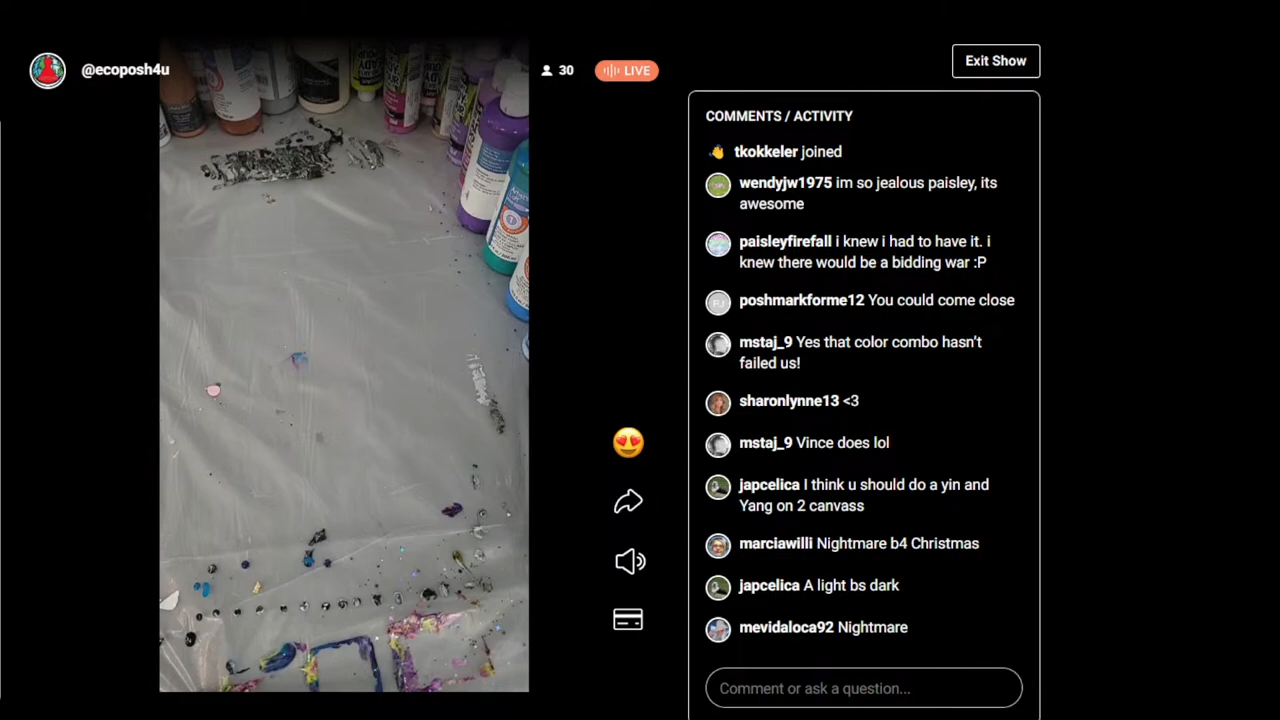 @ecoposh4u
30
LIVE
Exit Show
COMMENTS / ACTIVITY
tkokkeler joined
wendyjw1975 im so jealous paisley, its
awesome
paisleyfirefall i knew i had to have it. i
knew there would be a bidding war :P
poshmarkforme12 You could come close
mstaj_9 Yes that color combo hasn't
failed us!
sharonlynne13 <3
mstaj_9 Vince does lol
japcelica I think u should do a yin and
Yang on 2 canvass
marciawilli Nightmare b4 Christmas
japcelica A light bs dark
mevidaloca92 Nightmare
Comment or ask a question...